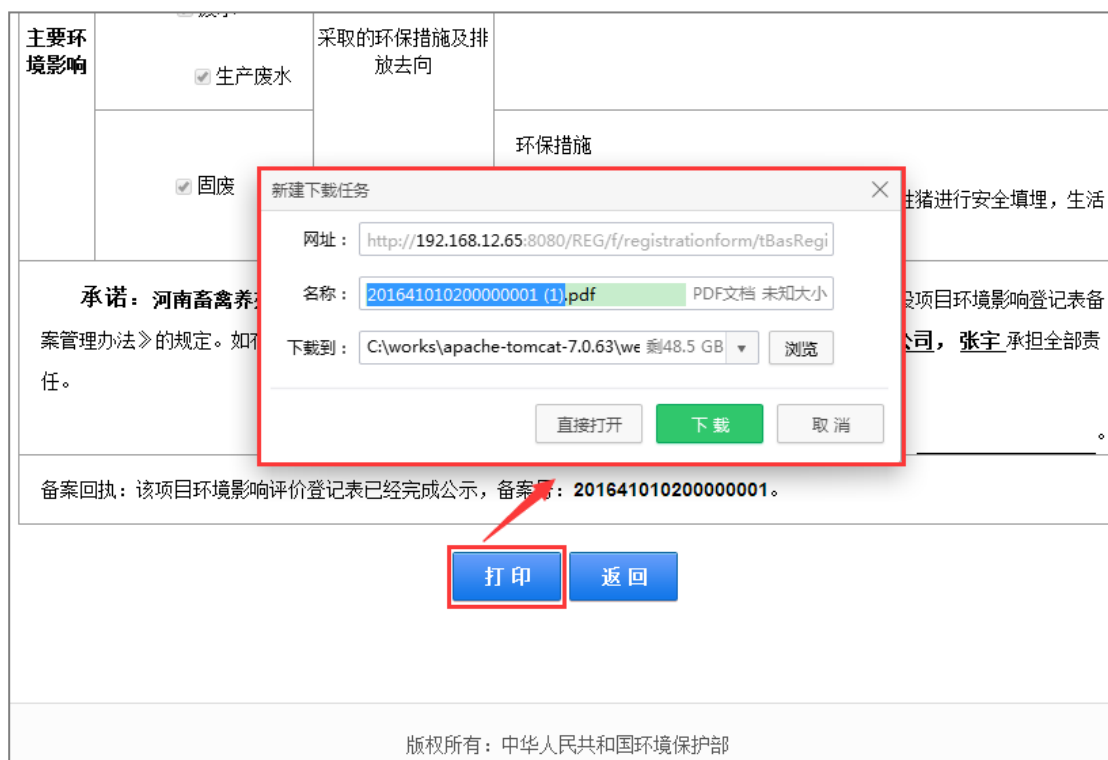 主要环
境影响
生产废水
采取的环保措施及排
放去向
环保措施
固废
猪进行安全填埋，生活
新建下载任务
网址：
http://192.168.12.65:8080/REG/f/registrationform/tBasRegi
名称：
201641010200000001 (1).pdf
PDF文档 未知大小
下载到：
C:\works\apache-tomcat-7.0.63\we 剩48.5 GB
浏览
直接打开
下载
取消
承诺：河南畜禽养
项目环境影响登记表备
案管理办法》的规定。如
公司，张宇承担全部责
任。
。
备案回执：该项目环境影响评价登记表已经完成公示，备案号：201641010200000001。
打印
返回
版权所有：中华人民共和国环境保护部